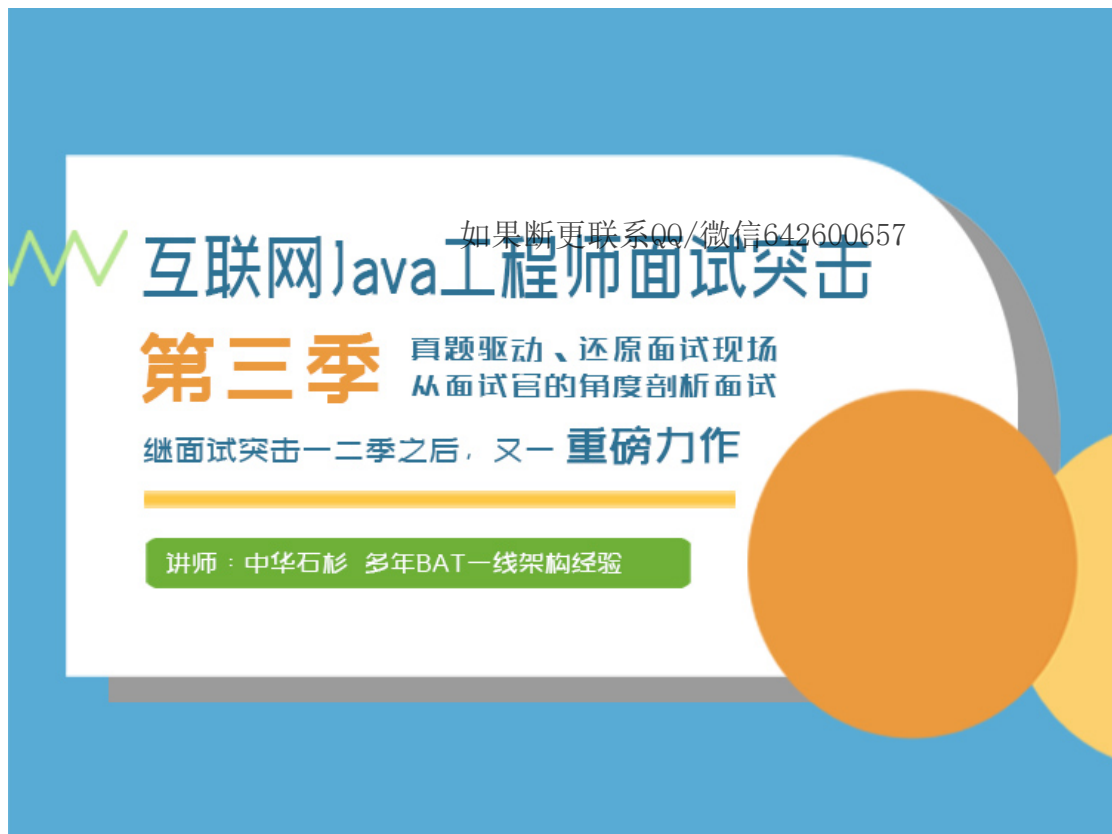 如果断更联系QQ/微信642600657
互联网Java工程师面试突击
第三季
真题驱动、还原面试现场
从面试官的角度剖析面试
继面试突击一二季之后，又一 重磅力作
讲师：中华石杉 多年BAT一线架构经验